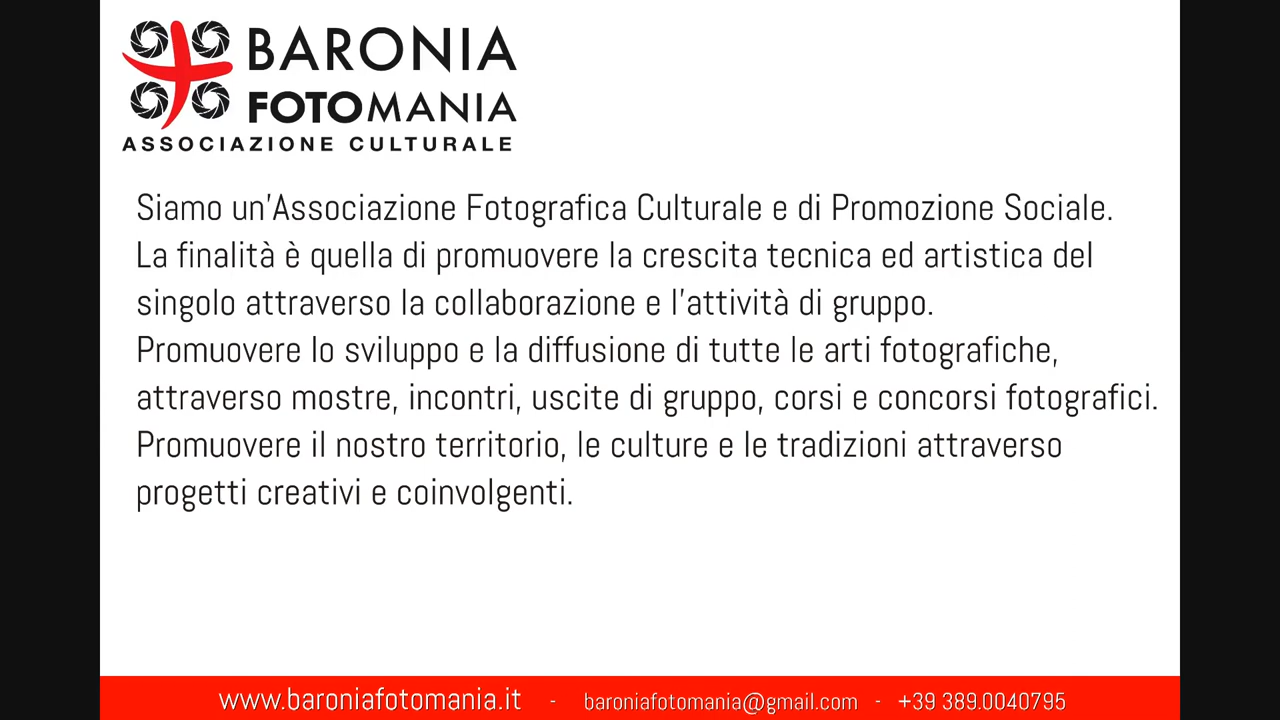 BARONIA
FOTOMANIA
ASSOCIAZIONE CULTURALE
Siamo un'Associazione Fotografica Culturale e di Promozione Sociale.
La finalità è quella di promuovere la crescita tecnica ed artistica del
singolo attraverso la collaborazione e l'attività di gruppo.
Promuovere lo sviluppo e la diffusione di tutte le arti fotografiche,
attraverso mostre, incontri, uscite di gruppo, corsi e concorsi fotografici.
Promuovere il nostro territorio, le culture e le tradizioni attraverso
progetti creativi e coinvolgenti.
www.baroniafotomania.it - baroniafotomania@gmail.com - +39 389.0040795